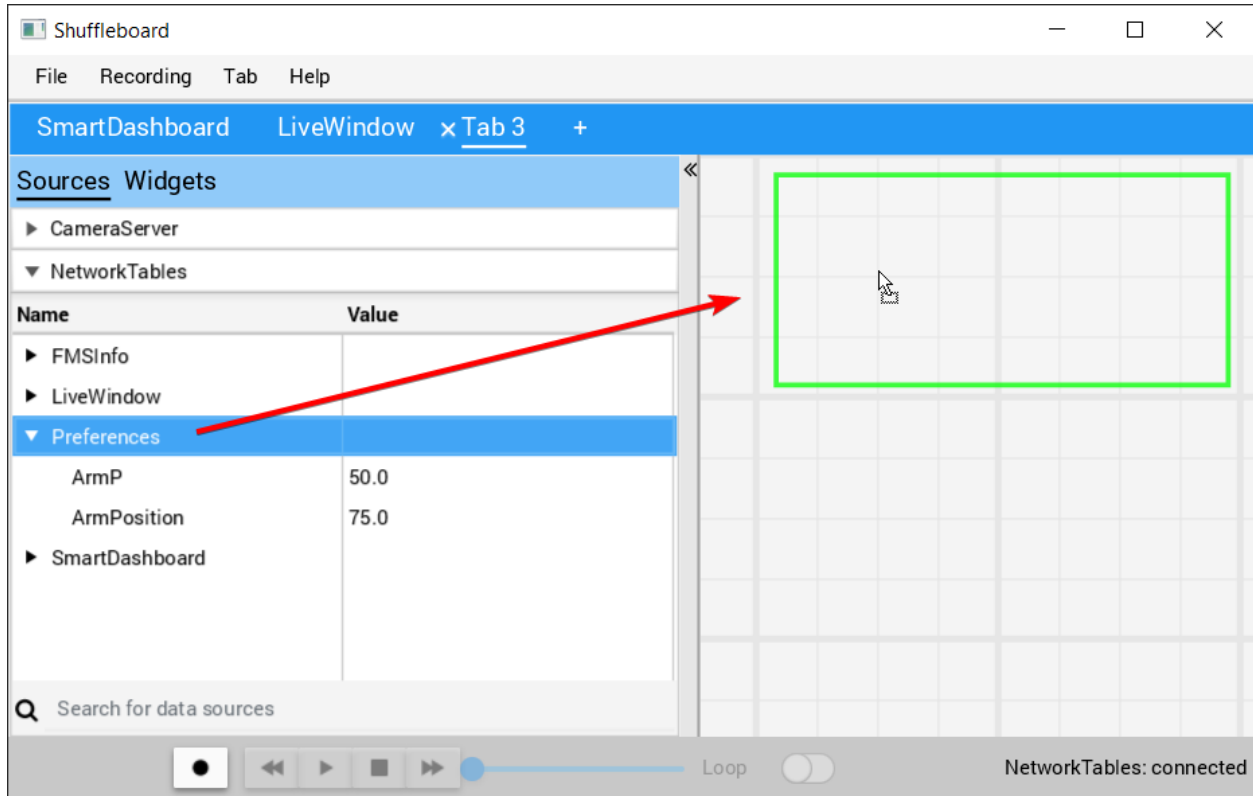 Shuffleboard
File Recording Tab Help
SmartDashboard LiveWindow Tab 3 +
Sources Widgets
CameraServer
NetworkTables
Name Value
FMSInfo
LiveWindow
Preferences
ArmP 50.0
ArmPosition 75.0
SmartDashboard
Search for data sources
Loop NetworkTables: connected